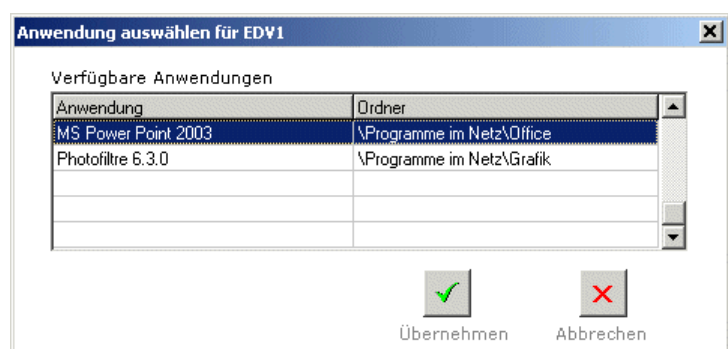 Anwendung auswählen für EDV1
Verfügbare Anwendungen
Anwendung Ordner
MS Power Point 2003 \Programme im Netz\Office
Photofiltre 6.3.0 \Programme im Netz\Grafik
Übernehmen Abbrechen